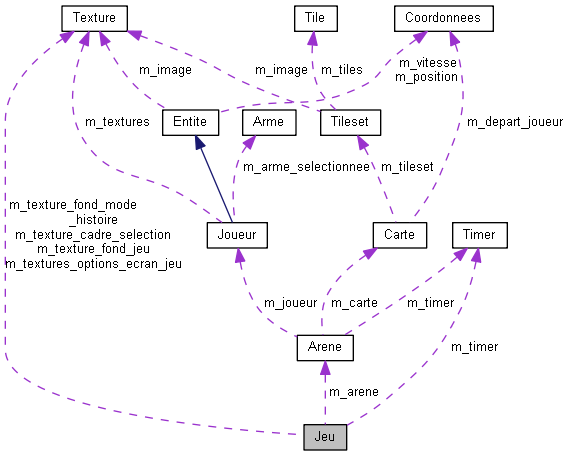 Texture
Tile
Coordonnees
m_vitesse
m_position
m_image
m_image
m_tiles
Entite
Arme
Tileset
m_textures
m_depart_joueur
m_arme_selectionnee
m_tileset
m_texture_fond_mode
_histoire
m_texture_cadre_selection
m_texture_fond_jeu
m_textures_options_ecran_jeu
Joueur
Carte
Timer
m_joueur
m_carte
m_timer
Arene
m_timer
m_arene
Jeu